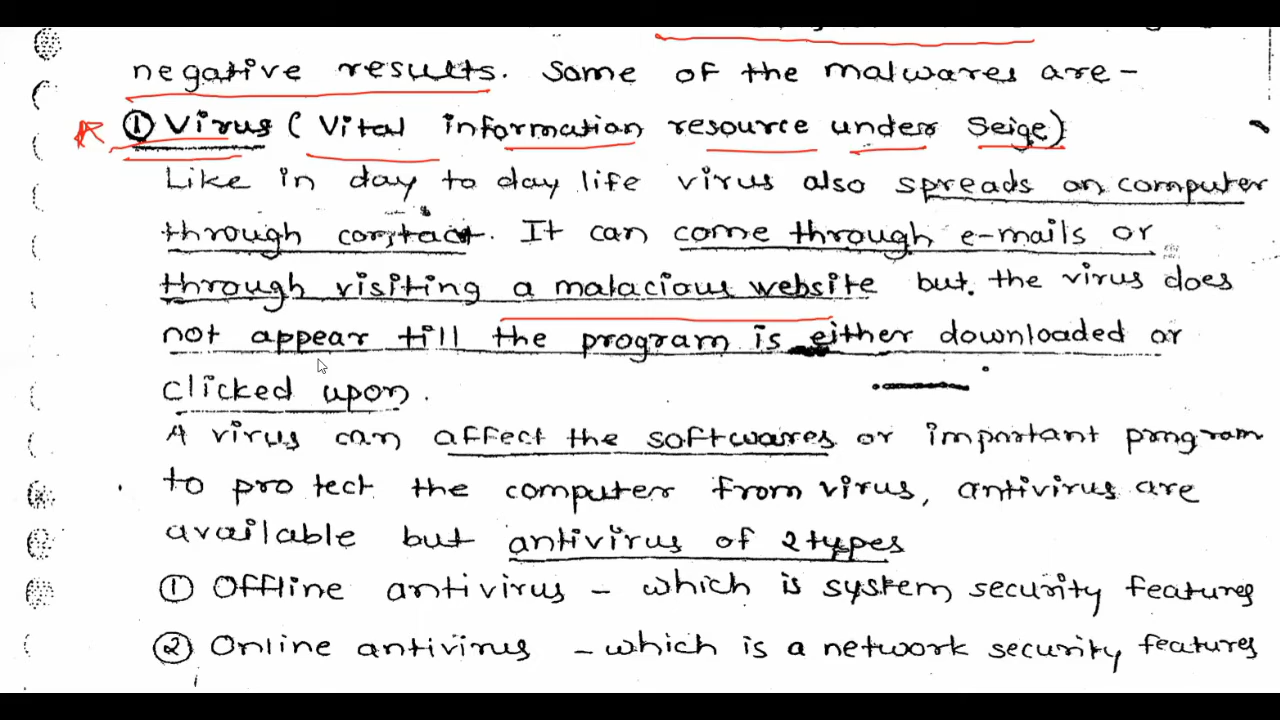 negative results. Some of the malwares are -
① Virus ( Vital information resource under Seige)
Like in day to day life virus also spreads on computer
through contact. It can come through e-mails or
through visiting a malacious website but the virus does
not appear till the program is either downloaded or
clicked upon.
A virus can affect the softwares or important program
to protect the computer from virus, antivirus are
available but antivirus of 2 types
① Offline antivirus - which is system security features
② Online antivirus - which is a network security features